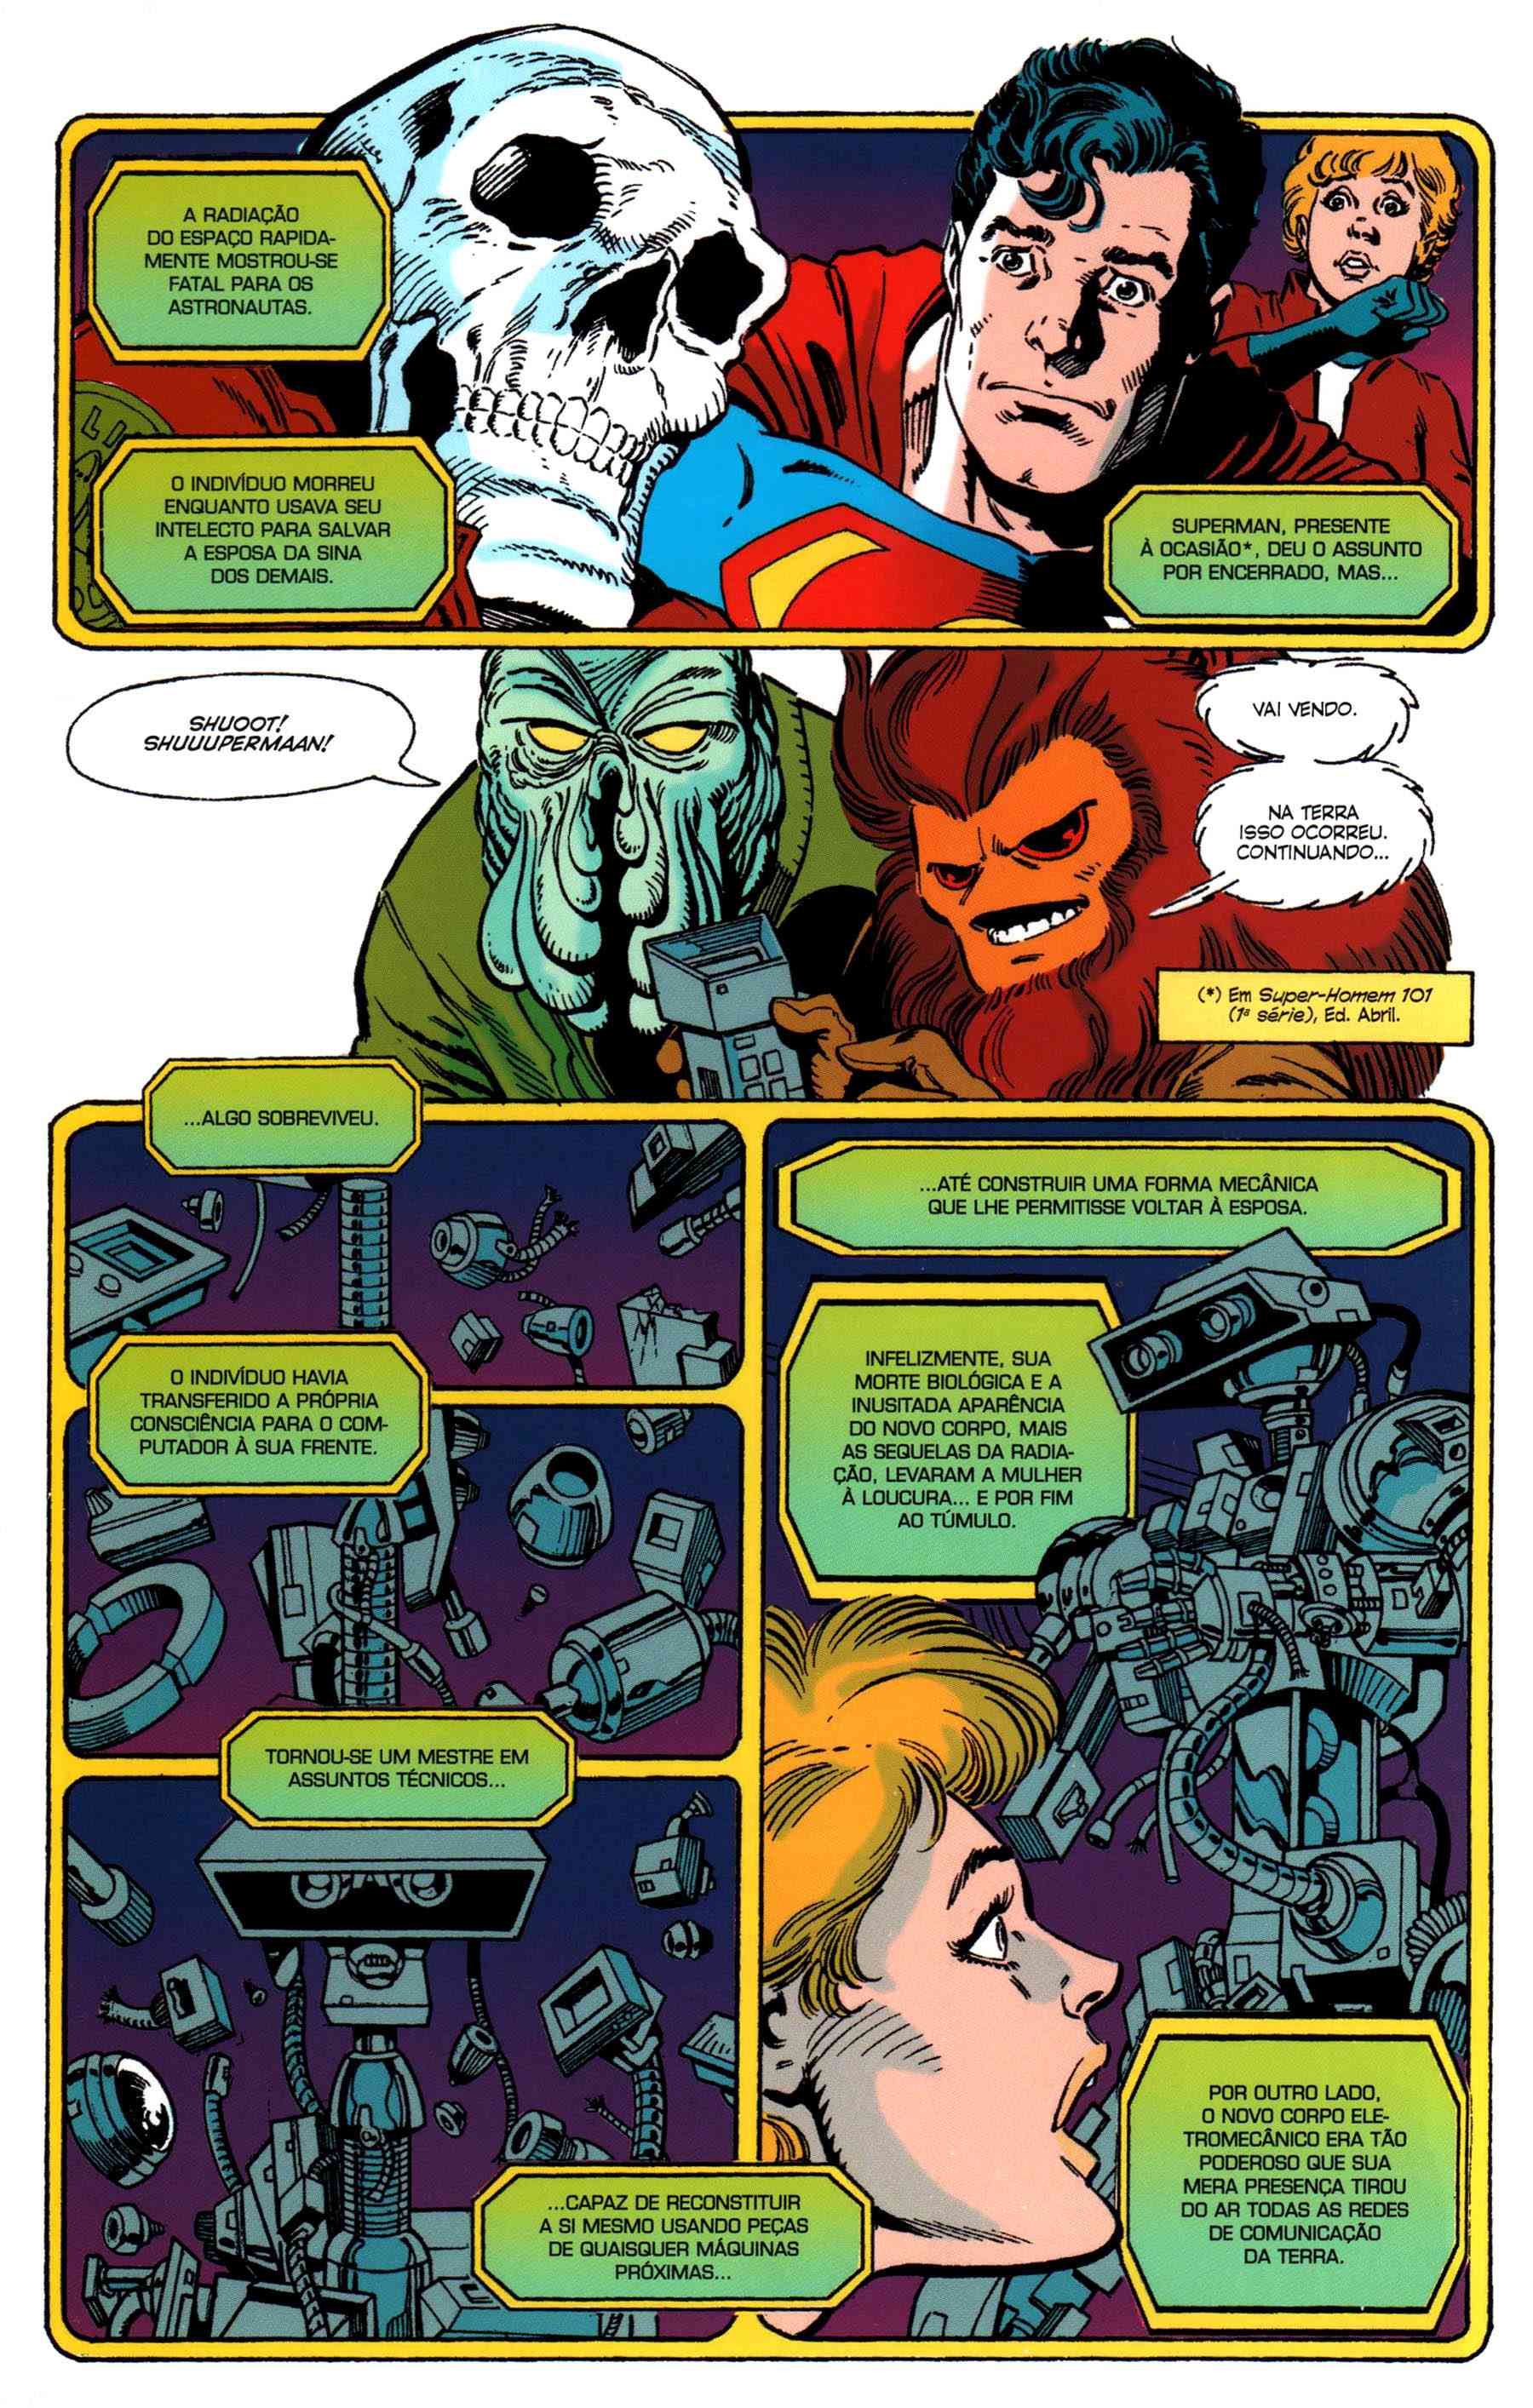 A RADIAÇÃO
DO ESPAÇO RAPIDA-
MENTE MOSTROU-SE
FATAL PARA OS
ASTRONAUTAS.
LI
O INDIVÍDUO MORREU
ENQUANTO USAVA SEU
INTELECTO PARA SALVAR
A ESPOSA DA SINA
DOS DEMAIS.
SUPERMAN, PRESENTE
À OCASIÃO*, DEU O ASSUNTO
POR ENCERRADO, MAS...
SHUOOT!
SHUUUPERMAAN!
VAI VENDO.
NA TERRA
ISSO OCORREU.
CONTINUANDO...
(*) Em Super-Homem 101
(1ª série), Ed. Abril.
...ALGO SOBREVIVEU.
O INDIVÍDUO HAVIA
TRANSFERIDO A PRÓPRIA
CONSCIÊNCIA PARA O COM-
PUTADOR À SUA FRENTE.
TORNOU-SE UM MESTRE EM
ASSUNTOS TÉCNICOS...
...CAPAZ DE RECONSTITUIR
A SI MESMO USANDO PEÇAS
DE QUAISQUER MÁQUINAS
PRÓXIMAS...
...ATÉ CONSTRUIR UMA FORMA MECÂNICA
QUE LHE PERMITISSE VOLTAR À ESPOSA.
INFELIZMENTE, SUA
MORTE BIOLÓGICA E A
INUSITADA APARÊNCIA
DO NOVO CORPO, MAIS
AS SEQUELAS DA RADIA-
ÇÃO, LEVARAM A MULHER
À LOUCURA... E POR FIM
AO TÚMULO.
POR OUTRO LADO,
O NOVO CORPO ELE-
TROMECÂNICO ERA TÃO
PODEROSO QUE SUA
MERA PRESENÇA TIROU
DO AR TODAS AS REDES
DE COMUNICAÇÃO
DA TERRA.